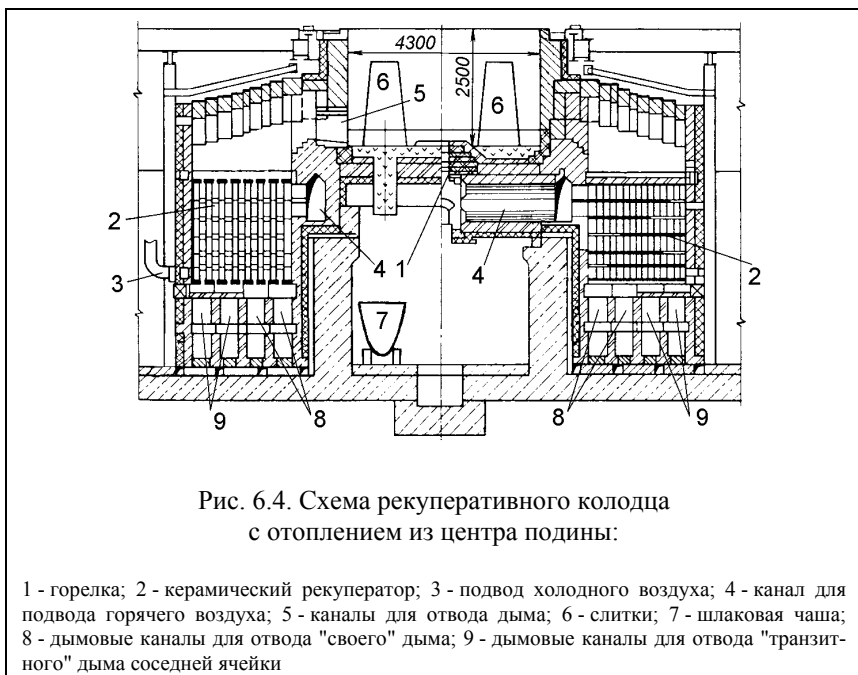 4300
2500
6
6
5
2
4
1
4
2
3
7
9
8
8
9
Рис. 6.4. Схема рекуперативного колодца
с отоплением из центра подины:
1 - горелка; 2 - керамический рекуператор; 3 - подвод холодного воздуха; 4 - канал для
подвода горячего воздуха; 5 - каналы для отвода дыма; 6 - слитки; 7 - шлаковая чаша;
8 - дымовые каналы для отвода "своего" дыма; 9 - дымовые каналы для отвода "транзит-
ного" дыма соседней ячейки